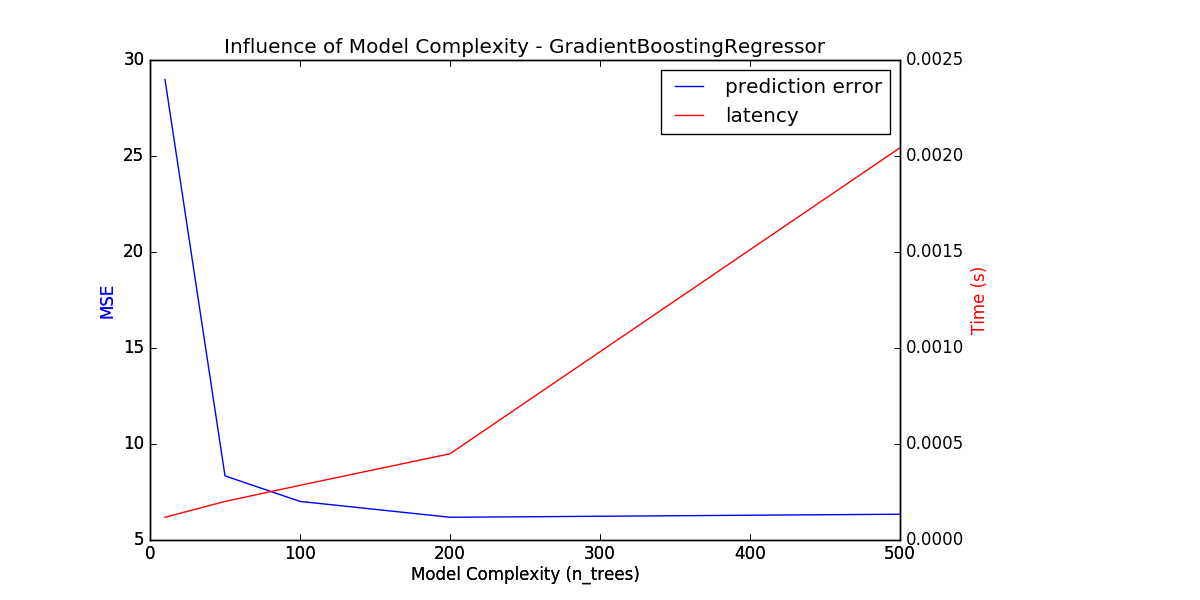 Influence of Model Complexity - GradientBoostingRegressor
prediction error
latency
30
25
20
15
10
5
MSE
0.0025
0.0020
0.0015
0.0010
0.0005
0.0000
Time (s)
0 100 200 300 400 500
Model Complexity (n_trees)